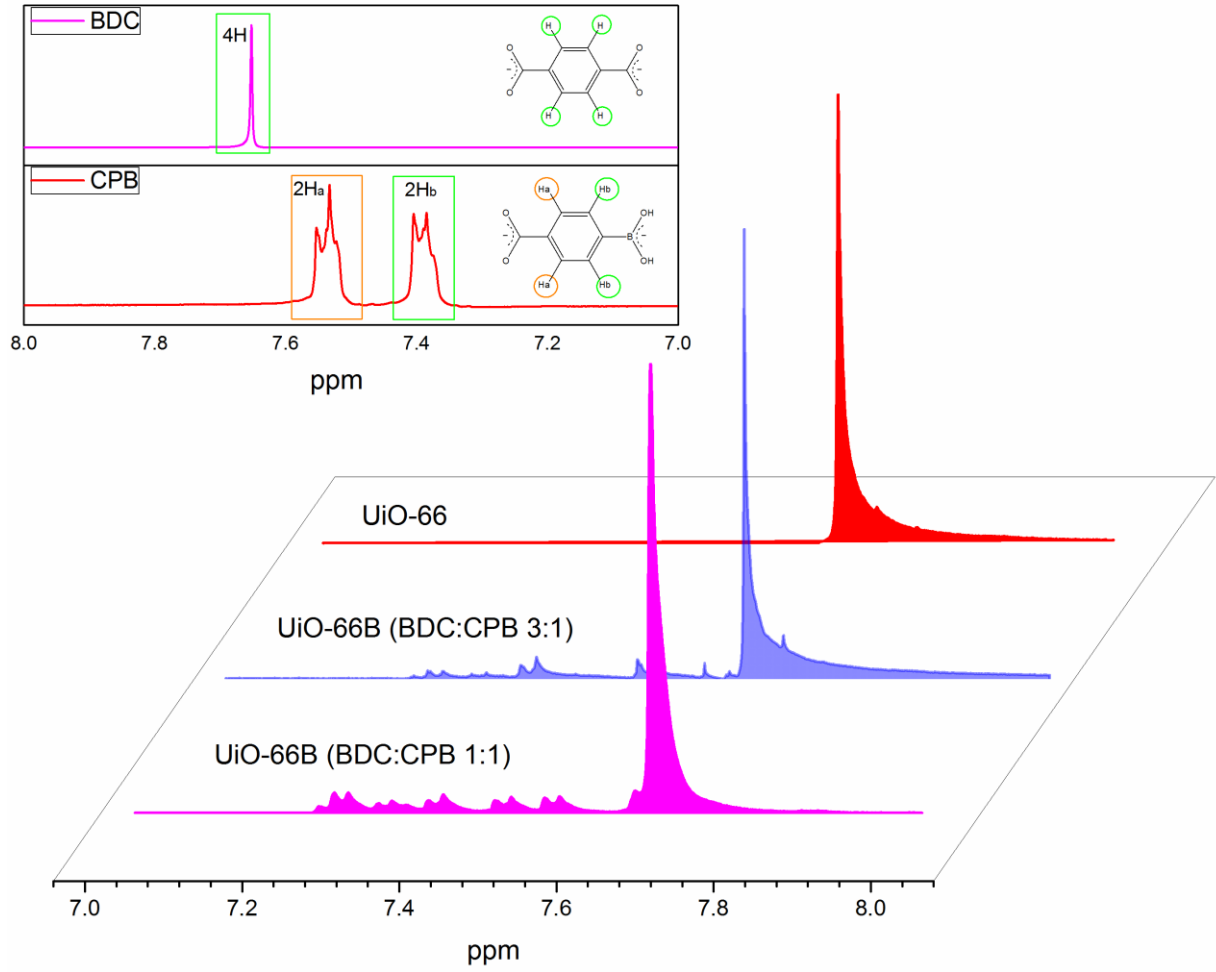 BDC
4H
H H
O O
- -
O O
H H
CPB
2Ha 2Hb
Ha Hb
O OH
- B -
O OH
Ha Hb
8.0 7.8 7.6 7.4 7.2 7.0
ppm
UiO-66
UiO-66B (BDC:CPB 3:1)
UiO-66B (BDC:CPB 1:1)
7.0 7.2 7.4 7.6 7.8 8.0
ppm